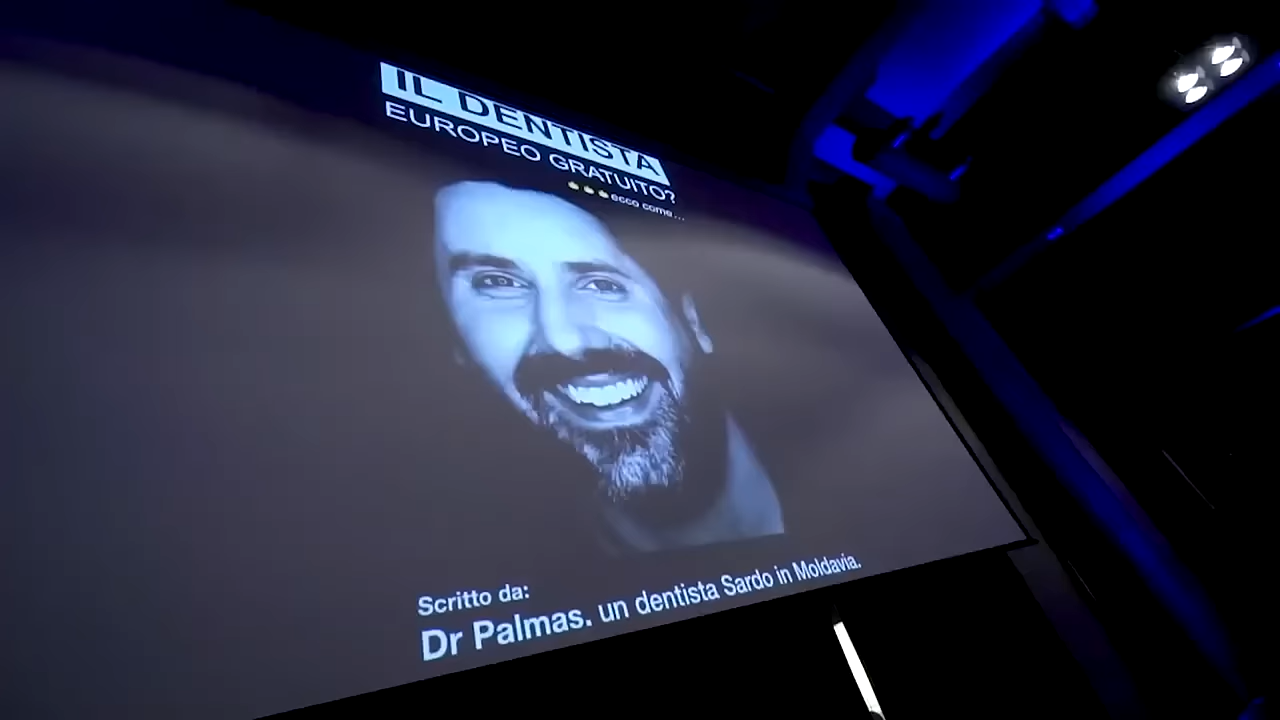 IL DENTISTA
EUROPEO GRATUITO?
ecco come...
Scritto da:
Dr Palmas. un dentista Sardo in Moldavia.